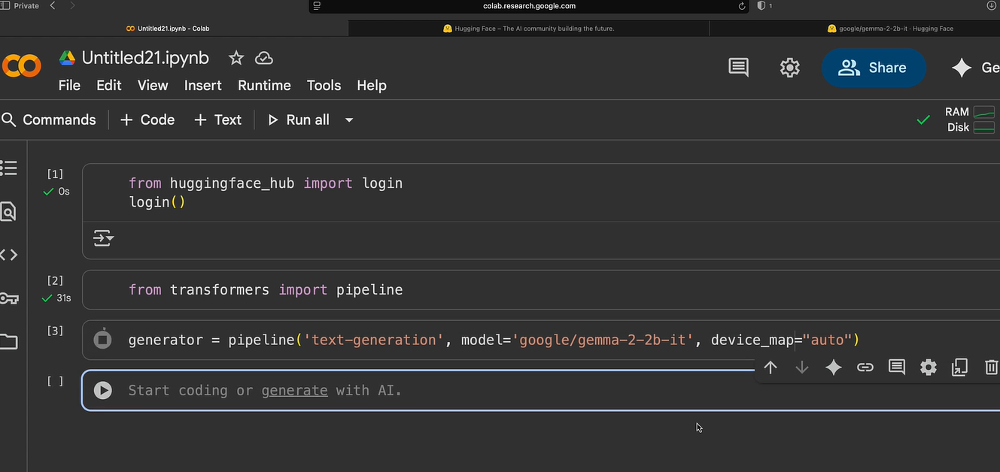 Private
colab.research.google.com
1
Untitled21.ipynb - Colab
Hugging Face – The AI community building the future.
google/gemma-2-2b-it · Hugging Face
Untitled21.ipynb
Share
Ge
File Edit View Insert Runtime Tools Help
Commands + Code + Text Run all
RAM
Disk
[1]
0s
from huggingface_hub import login
login()
[2]
31s
from transformers import pipeline
[3]
generator = pipeline('text-generation', model='google/gemma-2-2b-it', device_map="auto")
[ ]
Start coding or generate with AI.